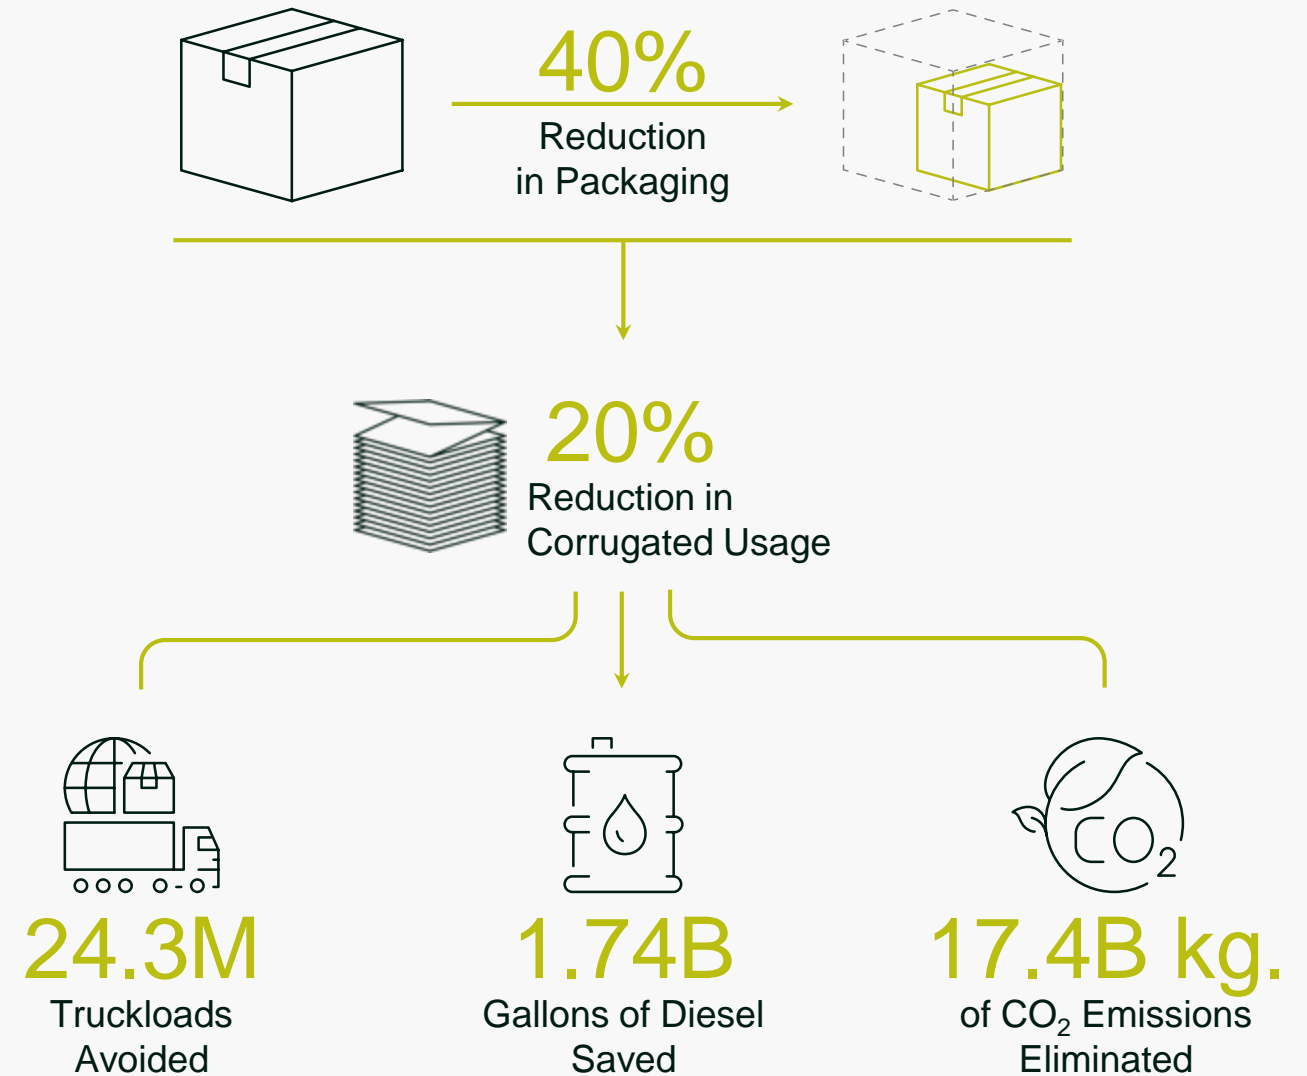 40%
Reduction
in Packaging
20%
Reduction in
Corrugated Usage
CO₂
24.3M
Truckloads
Avoided
1.74B
Gallons of Diesel
Saved
17.4B kg.
of CO₂ Emissions
Eliminated